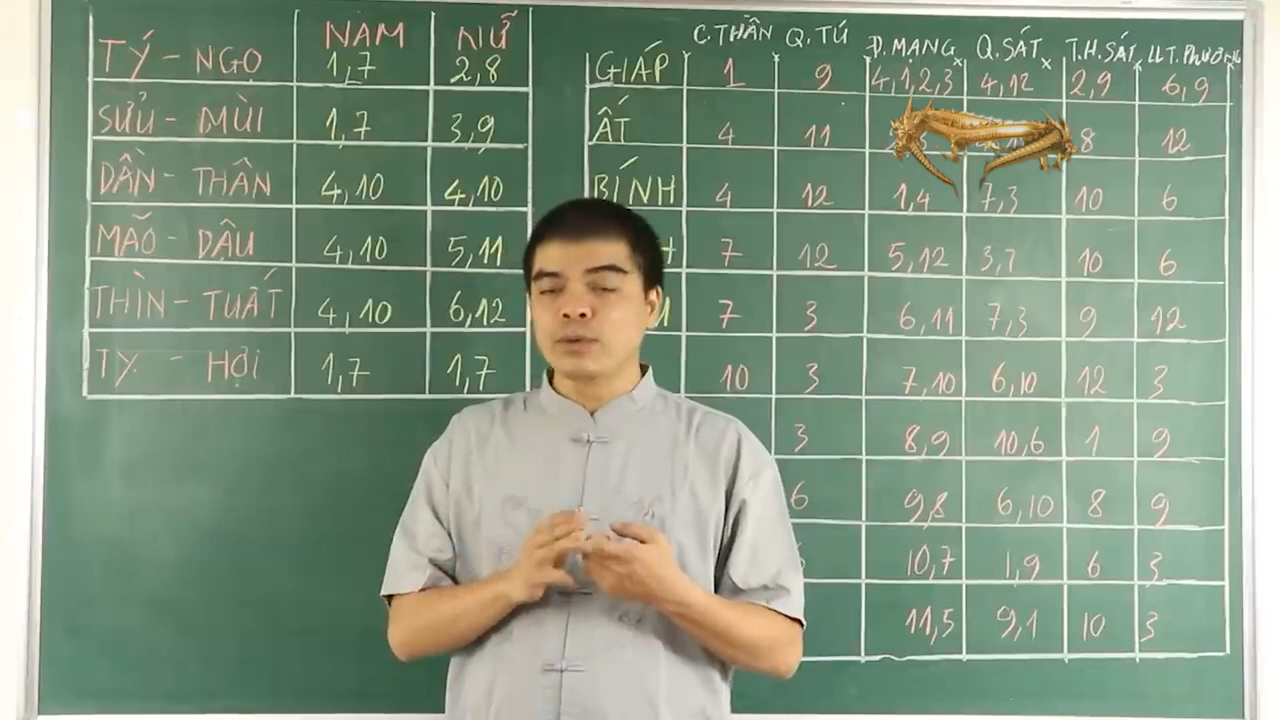 NAM NỮ
TÝ - NGỌ 1,7 2,8
SỬU - MÙI 1,7 3,9
DẦN - THÂN 4,10 4,10
MÃO - DẬU 4,10 5,11
THÌN - TUẤT 4,10 6,12
TỴ - HỢI 1,7 1,7
C.THẦN Q.TÚ Đ.MẠNG Q.SÁT T.H.SÁT LL T.PHƯƠNG
GIÁP 1 9 4,1,2,3 4,12 2,9 6,9
ẤT 4 11 8 12
BÍNH 4 12 1,4 7,3 10 6
7 12 5,12 3,7 10 6
7 3 6,11 7,3 9 12
10 3 7,10 6,10 12 3
3 8,9 10,6 1 9
6 9,8 6,10 8 9
10,7 1,9 6 3
11,5 9,1 10 3